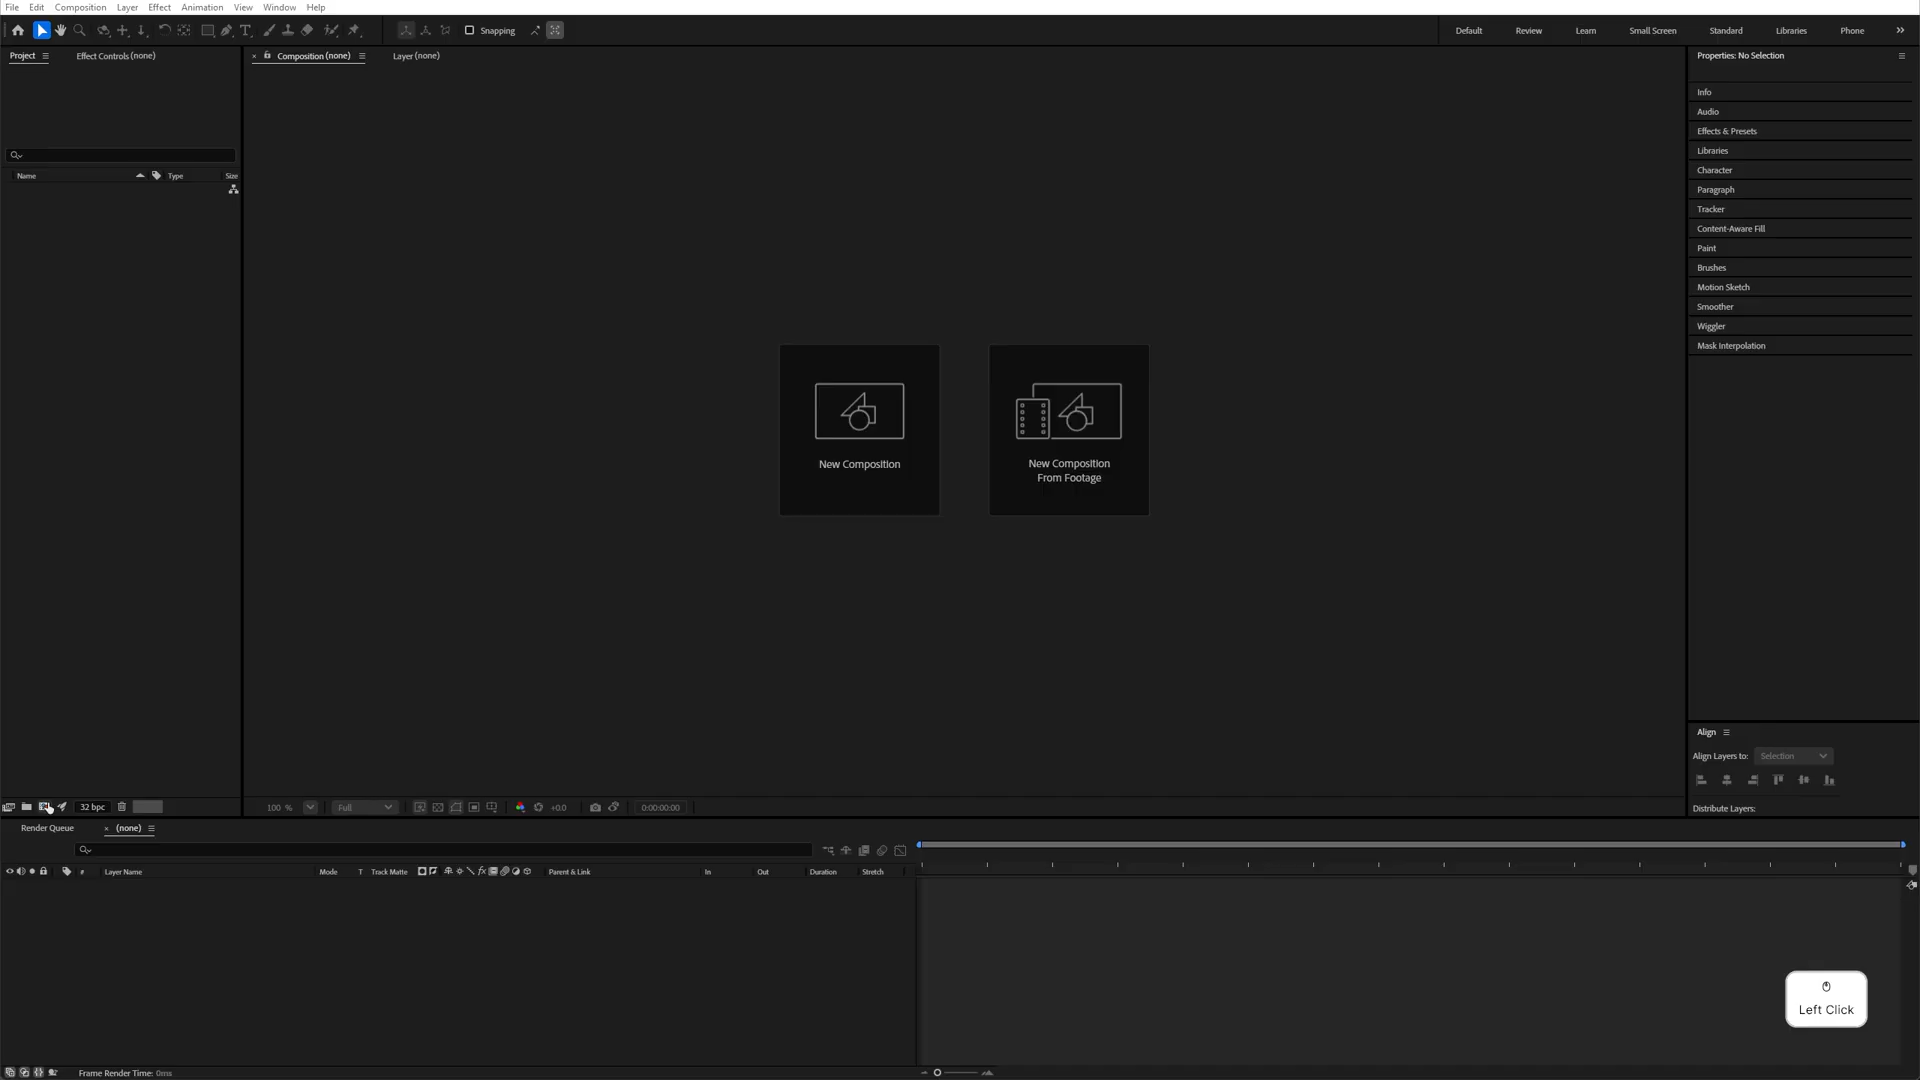 File Edit Composition Layer Effect Animation View Window Help
Snapping Default Review Learn Small Screen Standard Libraries Phone
Project Effect Controls (none) Composition (none) Layer (none) Properties: No Selection
Info
Audio
Effects & Presets
Libraries
Character
Paragraph
Tracker
Content-Aware Fill
Paint
Brushes
Motion Sketch
Smoother
Wiggler
Mask Interpolation
Name Type Size
New Composition
New Composition
From Footage
Align
Align Layers to: Selection
Distribute Layers:
32 bpc 100 % Full +0.0 0:00:00:00
Render Queue (none)
# Layer Name Mode T Track Matte fx Parent & Link In Out Duration Stretch
Left Click
Frame Render Time: 0ms